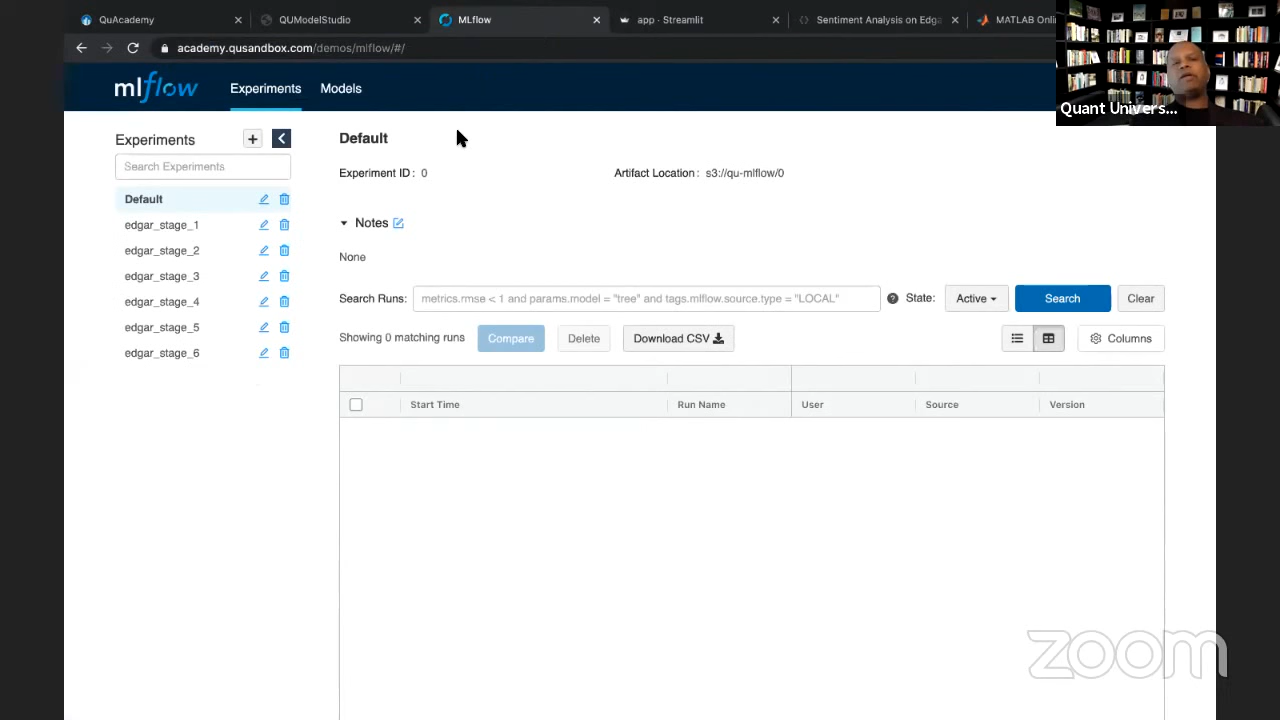 QuAcademy
QUModelStudio
MLflow
app · Streamlit
Sentiment Analysis on Edga
MATLAB Onli
academy.qusandbox.com/demos/mlflow/#/
Quant Univers...
mlflow
Experiments
Models
Experiments
Search Experiments
Default
edgar_stage_1
edgar_stage_2
edgar_stage_3
edgar_stage_4
edgar_stage_5
edgar_stage_6
Default
Experiment ID : 0
Artifact Location : s3://qu-mlflow/0
Notes
None
Search Runs: metrics.rmse < 1 and params.model = "tree" and tags.mlflow.source.type = "LOCAL"
State: Active
Search
Clear
Showing 0 matching runs
Compare
Delete
Download CSV
Columns
Start Time
Run Name
User
Source
Version
zoom